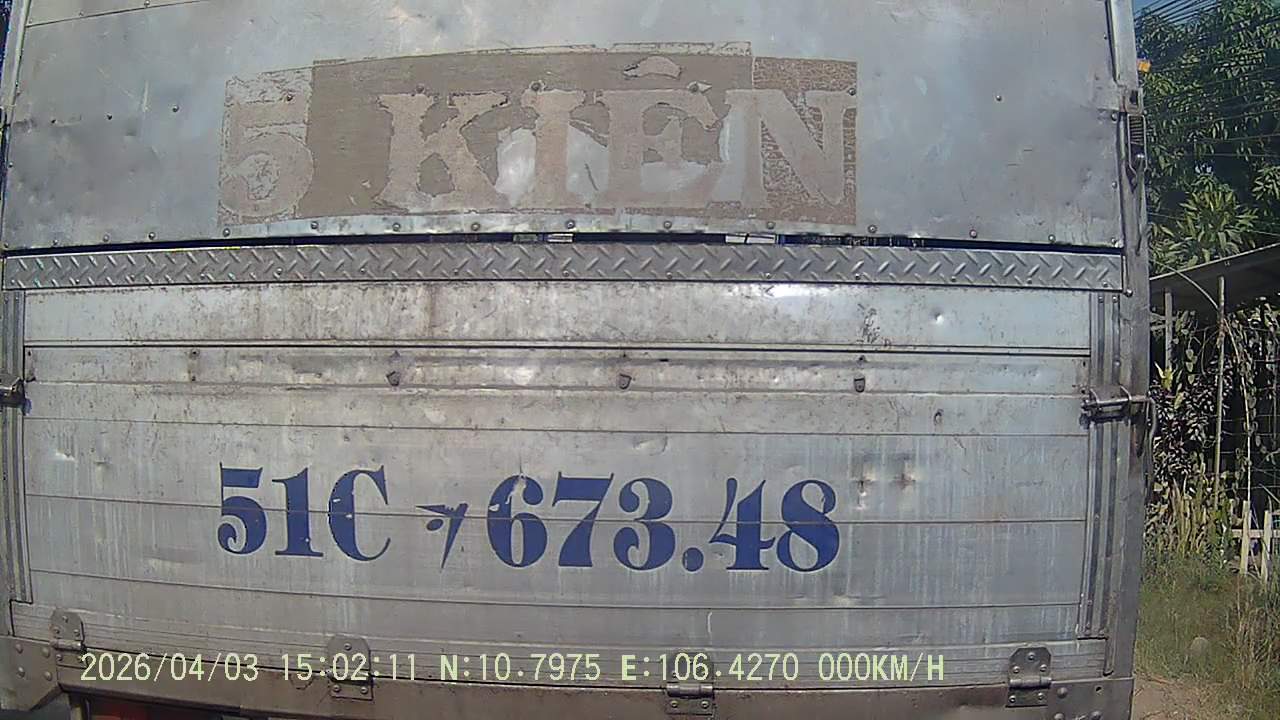 5 KIÊN
51C - 673.48
2026/04/03 15:02:11 N:10.7975 E:106.4270 000KM/H